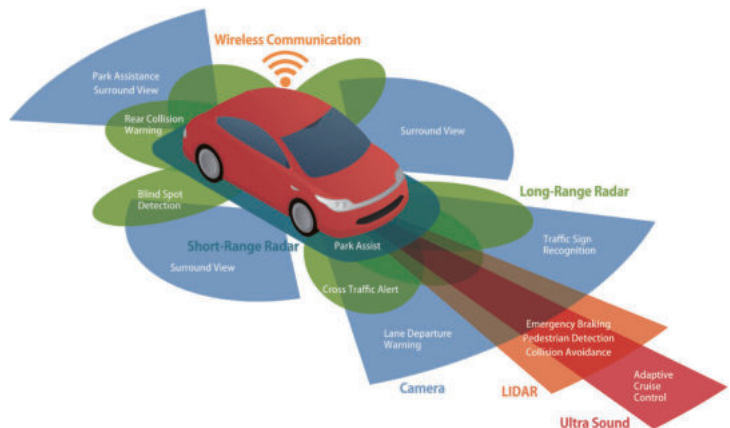 Wireless Communication
Park Assistance
Surround View
Rear Collision
Warning
Surround View
Blind Spot
Detection
Long-Range Radar
Short-Range Radar
Park Assist
Traffic Sign
Recognition
Surround View
Cross Traffic Alert
Emergency Braking
Pedestrian Detection
Collision Avoidance
Lane Departure
Warning
Adaptive
Cruise
Control
Camera
LIDAR
Ultra Sound